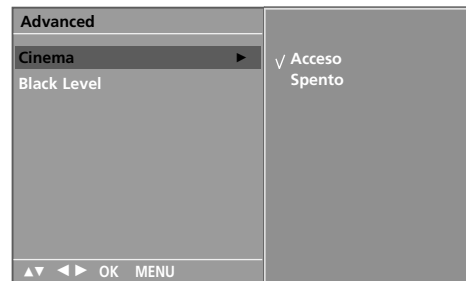 Advanced
Cinema ►
Black Level
√ Acceso
Spento
▲▼ ◄► OK MENU